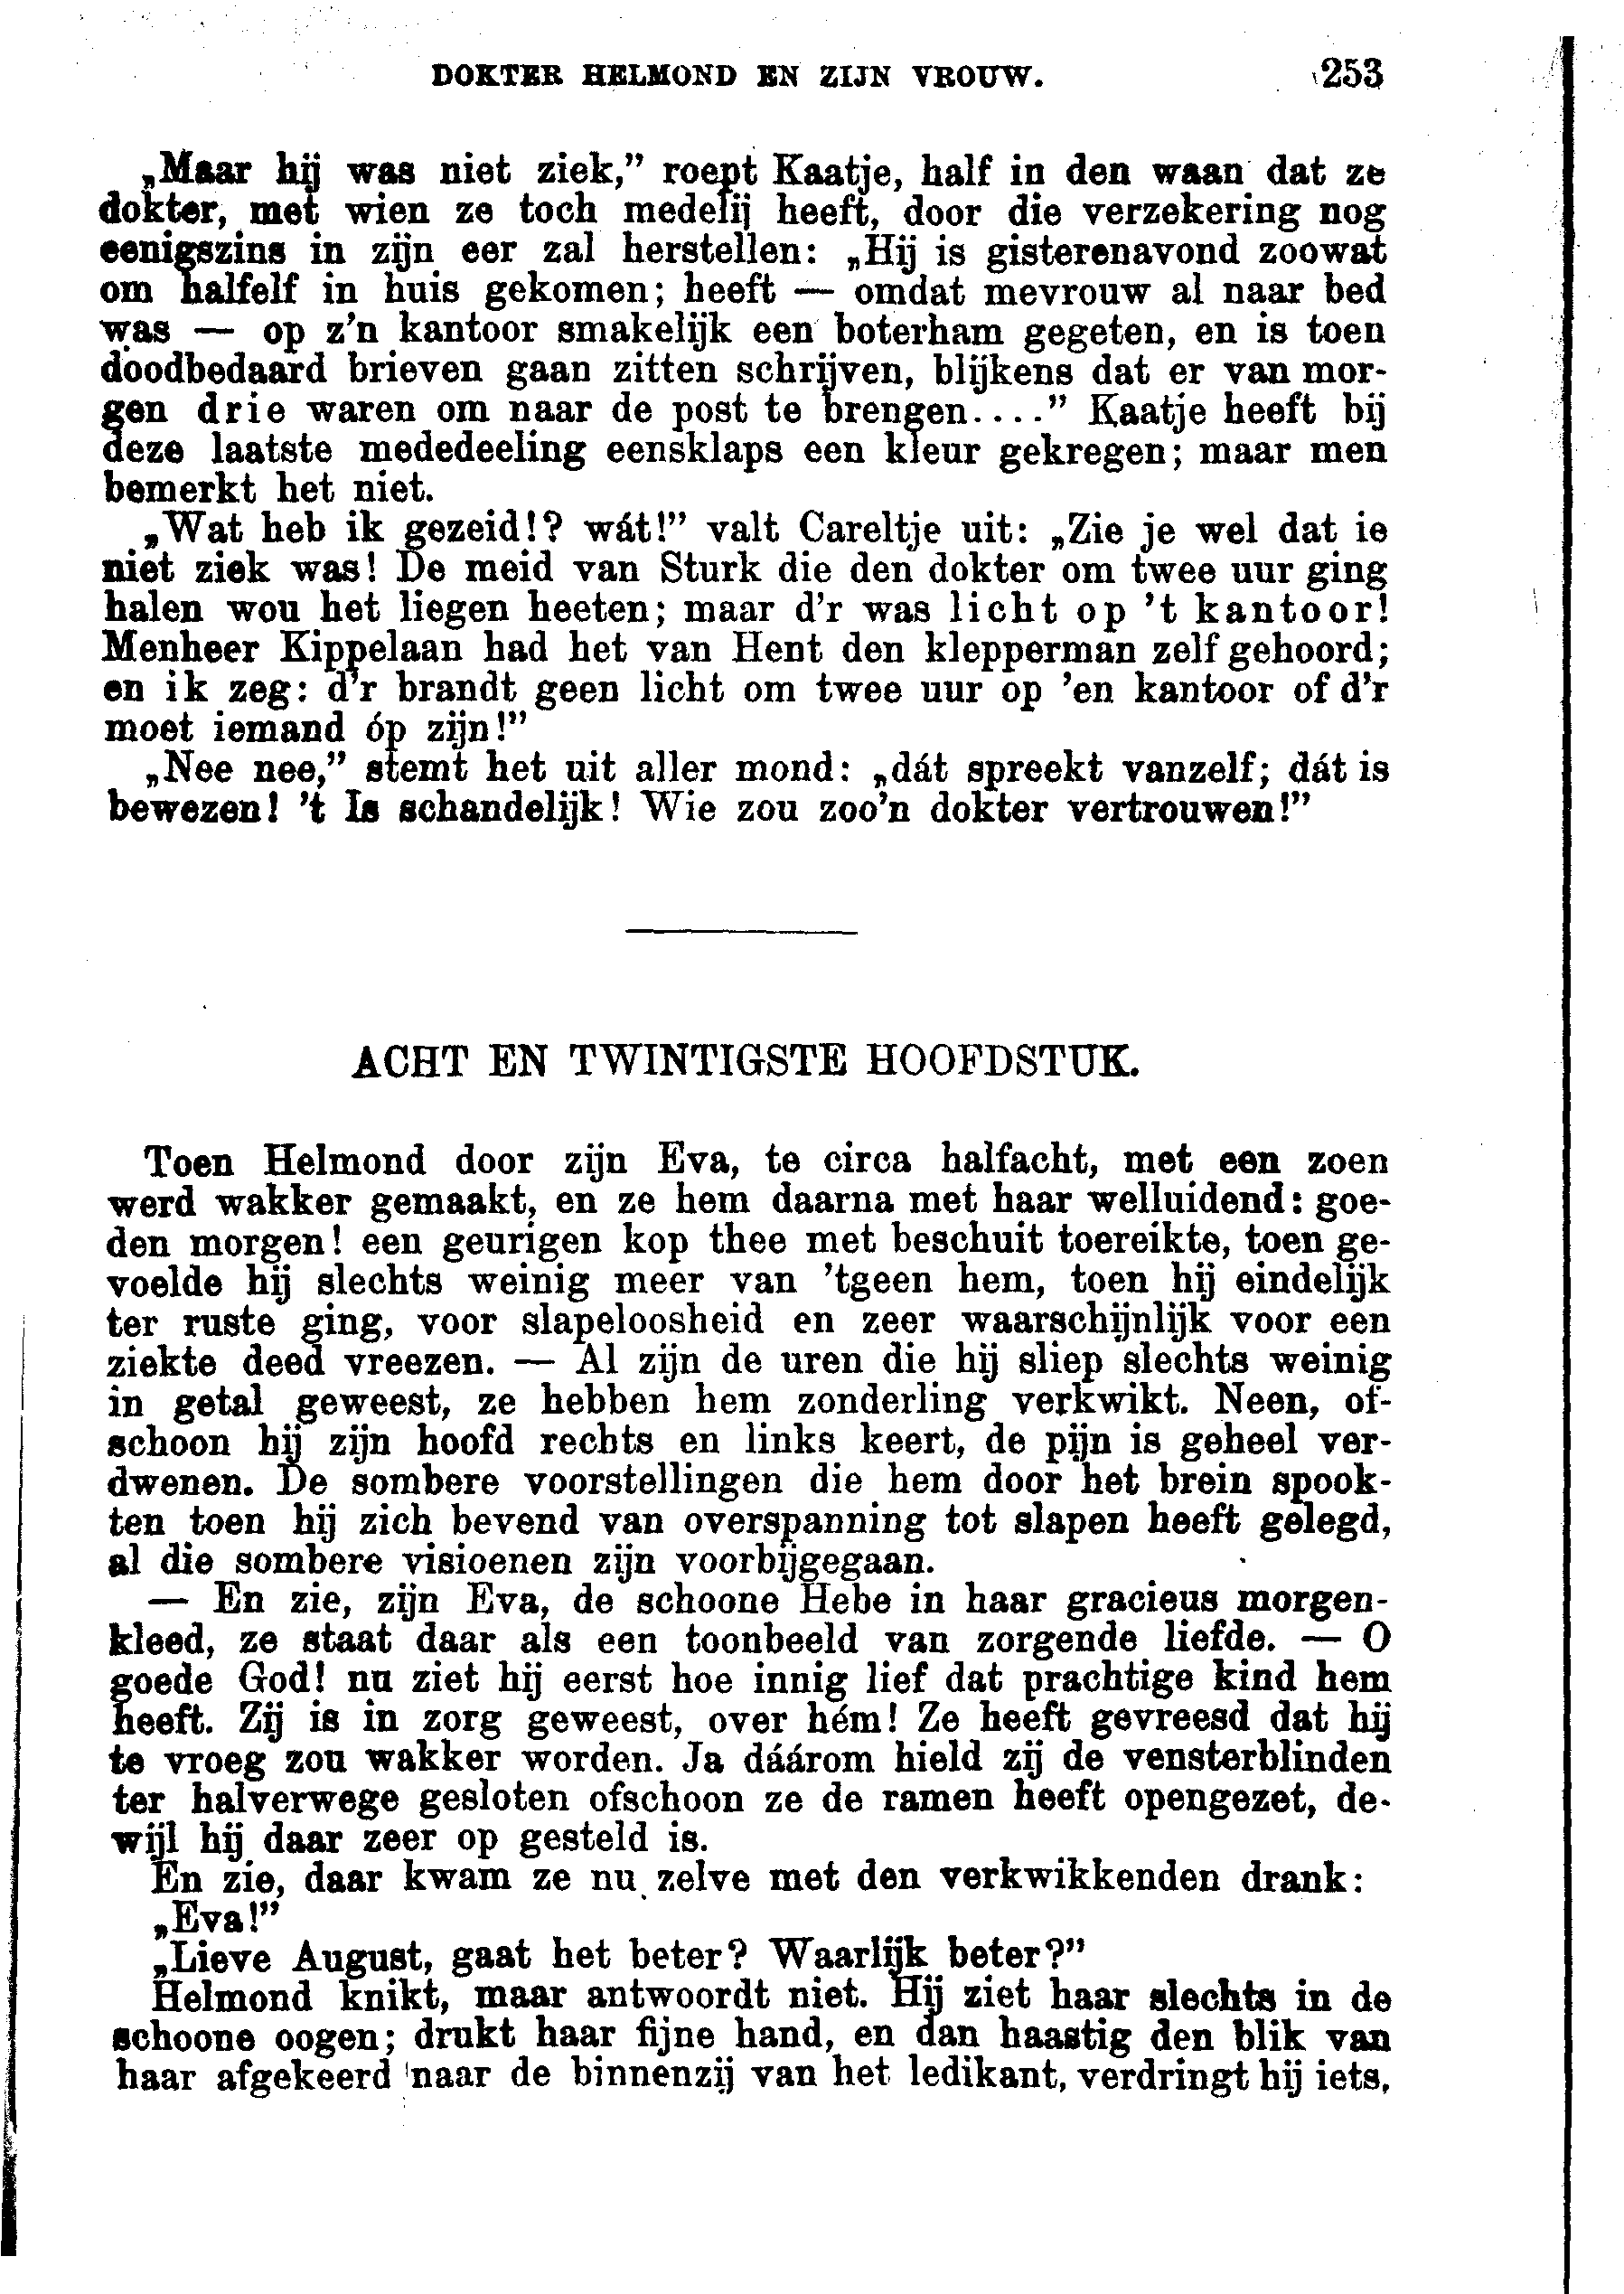 DOKTER HELMOND EN ZIJN VROUW. 253
„Maar hij was niet ziek,” roept Kaatje, half in den waan dat ze
dokter, met wien ze toch medelij heeft, door die verzekering nog
eenigszins in zijn eer zal herstellen: „Hij is gisterenavond zoowat
om halfelf in huis gekomen; heeft — omdat mevrouw al naar bed
was — op z'n kantoor smakelijk een boterham gegeten, en is toen
doodbedaard brieven gaan zitten schrijven, blijkens dat er van mor-
gen drie waren om naar de post te brengen....” Kaatje heeft bij
deze laatste mededeeling eensklaps een kleur gekregen; maar men
bemerkt het niet.
„Wat heb ik gezeid!? wát!” valt Careltje uit: „Zie je wel dat ie
niet ziek was! De meid van Sturk die den dokter om twee uur ging
halen wou het liegen heeten; maar d'r was licht op 't kantoor!
Menheer Kippelaan had het van Hent den klepperman zelf gehoord;
en ik zeg: d'r brandt geen licht om twee uur op 'en kantoor of d'r
moet iemand óp zijn!”
„Nee nee,” stemt het uit aller mond: „dát spreekt vanzelf; dát is
bewezen! 't Is schandelijk! Wie zou zoo'n dokter vertrouwen!”
ACHT EN TWINTIGSTE HOOFDSTUK.
Toen Helmond door zijn Eva, te circa halfacht, met een zoen
werd wakker gemaakt, en ze hem daarna met haar welluidend: goe-
den morgen! een geurigen kop thee met beschuit toereikte, toen ge-
voelde hij slechts weinig meer van 'tgeen hem, toen hij eindelijk
ter ruste ging, voor slapeloosheid en zeer waarschijnlijk voor een
ziekte deed vreezen. — Al zijn de uren die hij sliep slechts weinig
in getal geweest, ze hebben hem zonderling verkwikt. Neen, of-
schoon hij zijn hoofd rechts en links keert, de pijn is geheel ver-
dwenen. De sombere voorstellingen die hem door het brein spook-
ten toen hij zich bevend van overspanning tot slapen heeft gelegd,
al die sombere visioenen zijn voorbijgegaan.
— En zie, zijn Eva, de schoone Hebe in haar gracieus morgen-
kleed, ze staat daar als een toonbeeld van zorgende liefde. — O
goede God! nu ziet hij eerst hoe innig lief dat prachtige kind hem
heeft. Zij is in zorg geweest, over hém! Ze heeft gevreesd dat hij
te vroeg zou wakker worden. Ja dáárom hield zij de vensterblinden
ter halverwege gesloten ofschoon ze de ramen heeft opengezet, de-
wijl hij daar zeer op gesteld is.
En zie, daar kwam ze nu zelve met den verkwikkenden drank:
„Eva!”
„Lieve August, gaat het beter? Waarlijk beter?”
Helmond knikt, maar antwoordt niet. Hij ziet haar slechts in de
schoone oogen; drukt haar fijne hand, en dan haastig den blik van
haar afgekeerd naar de binnenzij van het ledikant, verdringt hij iets,